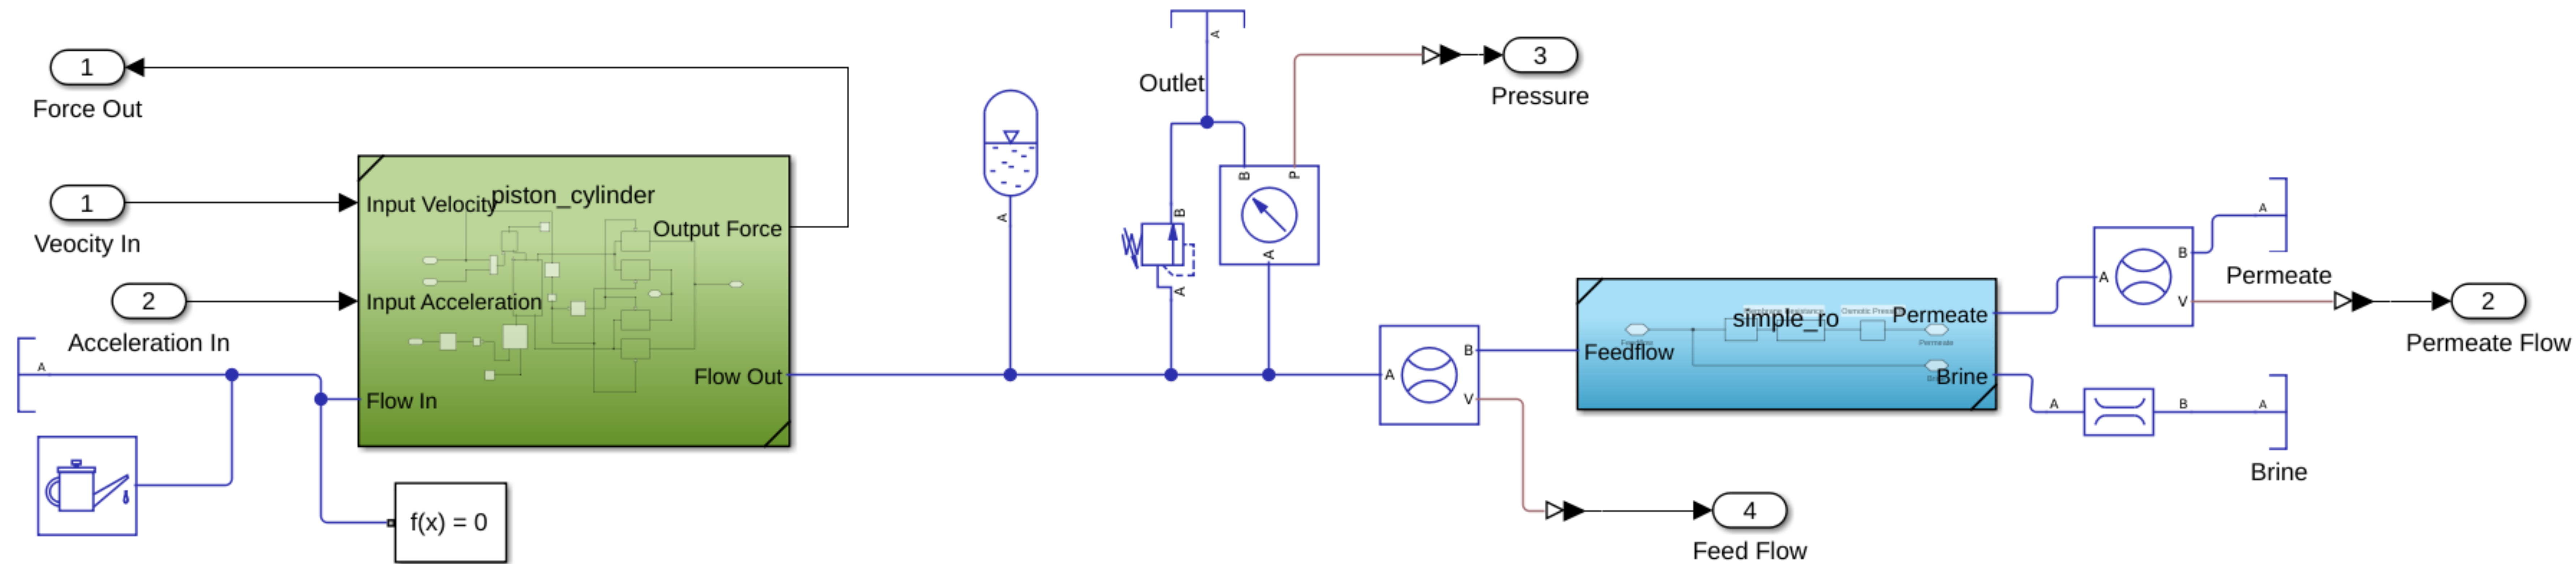 1
Force Out
1
Veocity In
2
Acceleration In
A
piston_cylinder
Input Velocity
Output Force
Input Acceleration
Flow Out
Flow In
f(x) = 0
A
A
Outlet
B
A
B
P
A
3
Pressure
A
B
V
4
Feed Flow
simple_ro
Feedflow
Permeate
Brine
Permeate
A
B
V
A
Permeate
2
Permeate Flow
A
B
A
Brine